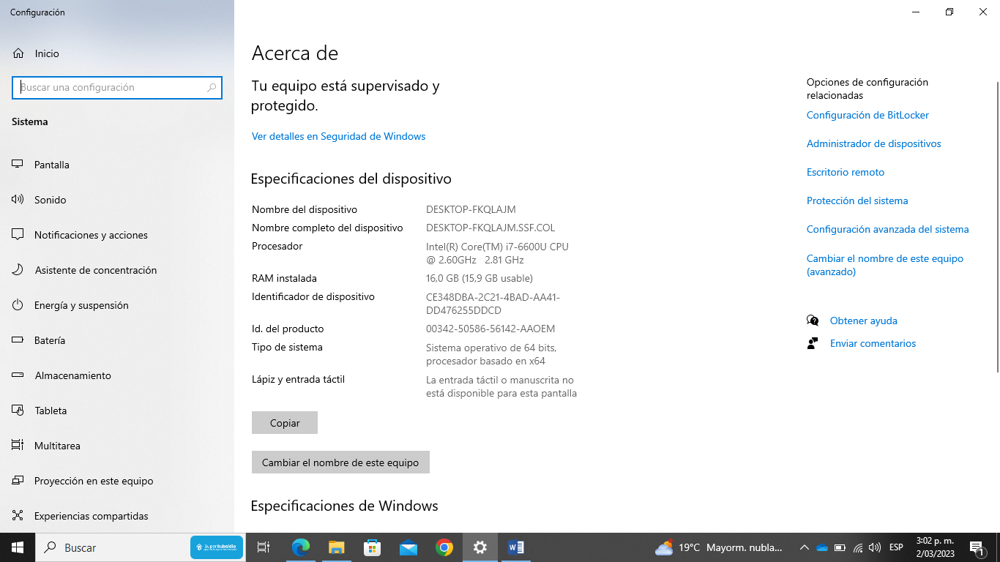 Configuración
Inicio
Buscar una configuración
Sistema
Pantalla
Sonido
Notificaciones y acciones
Asistente de concentración
Energía y suspensión
Batería
Almacenamiento
Tableta
Multitarea
Proyección en este equipo
Experiencias compartidas
Acerca de
Tu equipo está supervisado y
protegido.
Ver detalles en Seguridad de Windows
Especificaciones del dispositivo
Nombre del dispositivo DESKTOP-FKQLAJM
Nombre completo del dispositivo DESKTOP-FKQLAJM.SSF.COL
Procesador Intel(R) Core(TM) i7-6600U CPU
@ 2.60GHz 2.81 GHz
RAM instalada 16,0 GB (15,9 GB usable)
Identificador de dispositivo CE348DBA-2C21-4BAD-AA41-
DD476255DDCD
Id. del producto 00342-50586-56142-AAOEM
Tipo de sistema Sistema operativo de 64 bits,
procesador basado en x64
Lápiz y entrada táctil La entrada táctil o manuscrita no
está disponible para esta pantalla
Copiar
Cambiar el nombre de este equipo
Especificaciones de Windows
Opciones de configuración
relacionadas
Configuración de BitLocker
Administrador de dispositivos
Escritorio remoto
Protección del sistema
Configuración avanzada del sistema
Cambiar el nombre de este equipo
(avanzado)
Obtener ayuda
Enviar comentarios
Buscar
SuperSubsidio
19°C Mayorm. nubla...
ESP
3:02 p. m.
2/03/2023
1